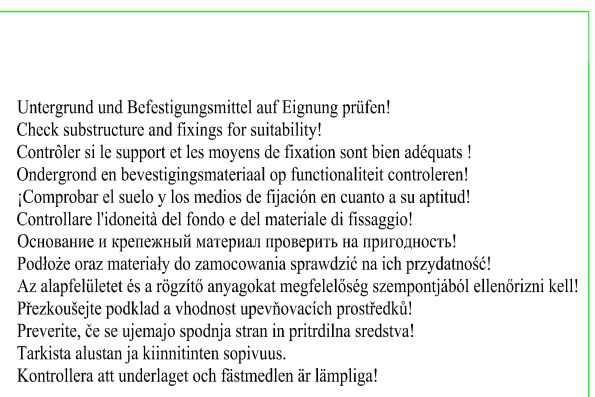 Untergrund und Befestigungsmittel auf Eignung prüfen!
Check substructure and fixings for suitability!
Contrôler si le support et les moyens de fixation sont bien adéquats !
Ondergrond en bevestigingsmateriaal op functionaliteit controleren!
¡Comprobar el suelo y los medios de fijación en cuanto a su aptitud!
Controllare l'idoneità del fondo e del materiale di fissaggio!
Основание и крепежный материал проверить на пригодность!
Podłoże oraz materiały do zamocowania sprawdzić na ich przydatność!
Az alapfelületet és a rögzítő anyagokat megfelelőség szempontjából ellenőrizni kell!
Přezkoušejte podklad a vhodnost upevňovacích prostředků!
Preverite, če se ujemajo spodnja stran in pritrdilna sredstva!
Tarkista alustan ja kiinnitinten sopivuus.
Kontrollera att underlaget och fästmedlen är lämpliga!